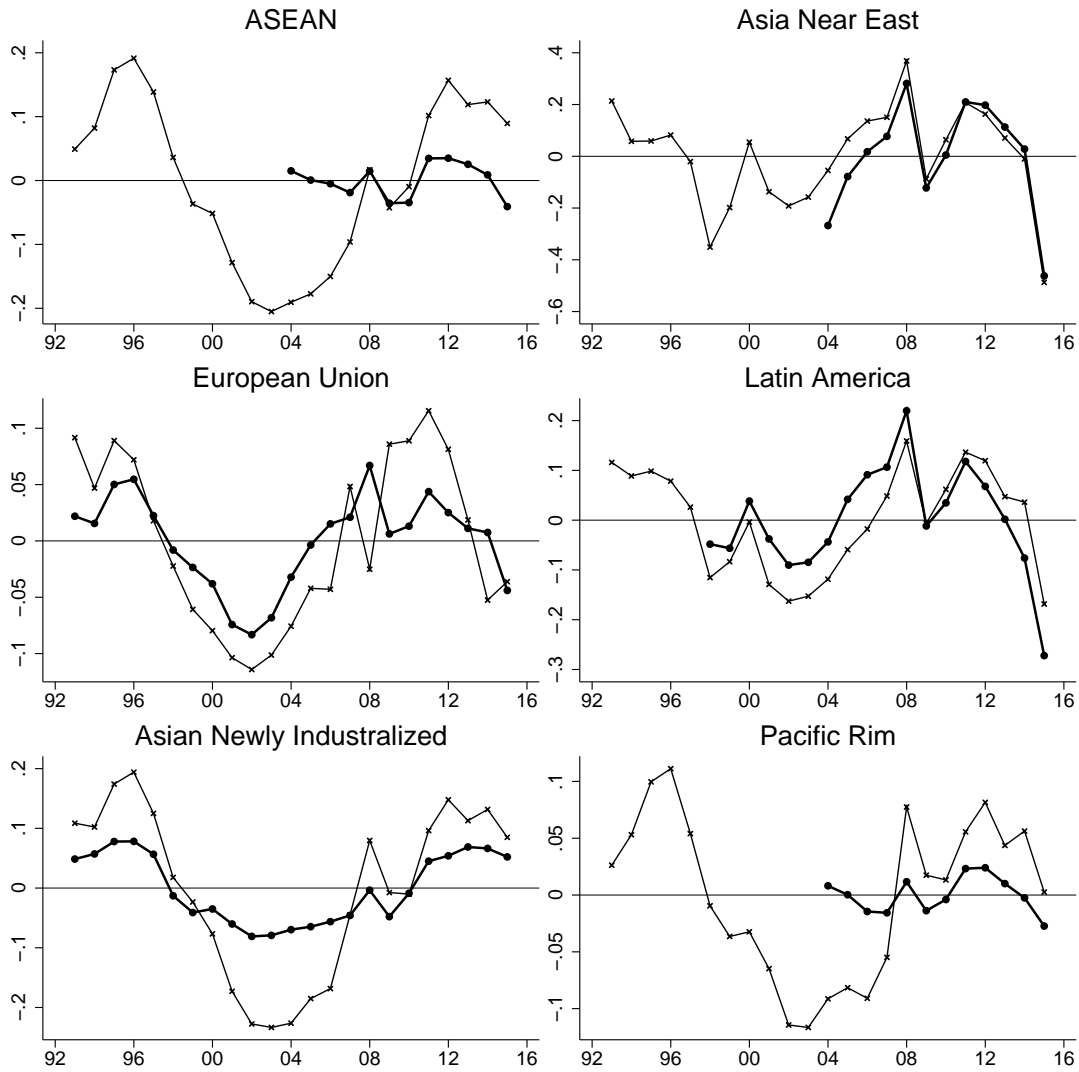 ASEAN
.2
.1
0
−.1
−.2
92 96 00 04 08 12 16
Asia Near East
.4
.2
0
−.2
−.4
−.6
92 96 00 04 08 12 16
European Union
.1
.05
0
−.05
−.1
92 96 00 04 08 12 16
Latin America
.2
.1
0
−.1
−.2
−.3
92 96 00 04 08 12 16
Asian Newly Industralized
.2
.1
0
−.1
−.2
92 96 00 04 08 12 16
Pacific Rim
.1
.05
0
−.05
−.1
92 96 00 04 08 12 16